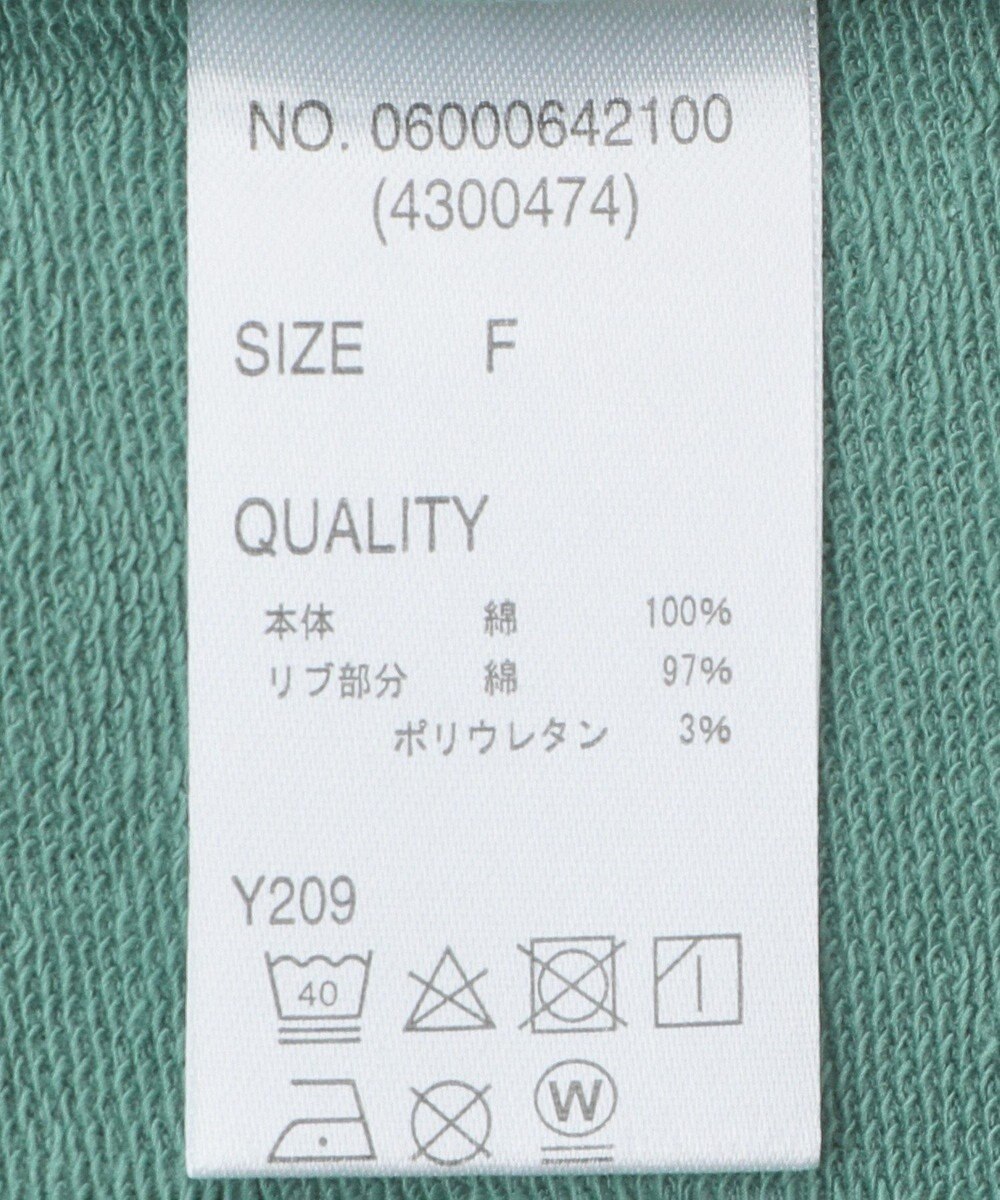 NO. 06000642100
(4300474)
SIZE F
QUALITY
本体 綿 100%
リブ部分 綿 97%
ポリウレタン 3%
Y209
40
W